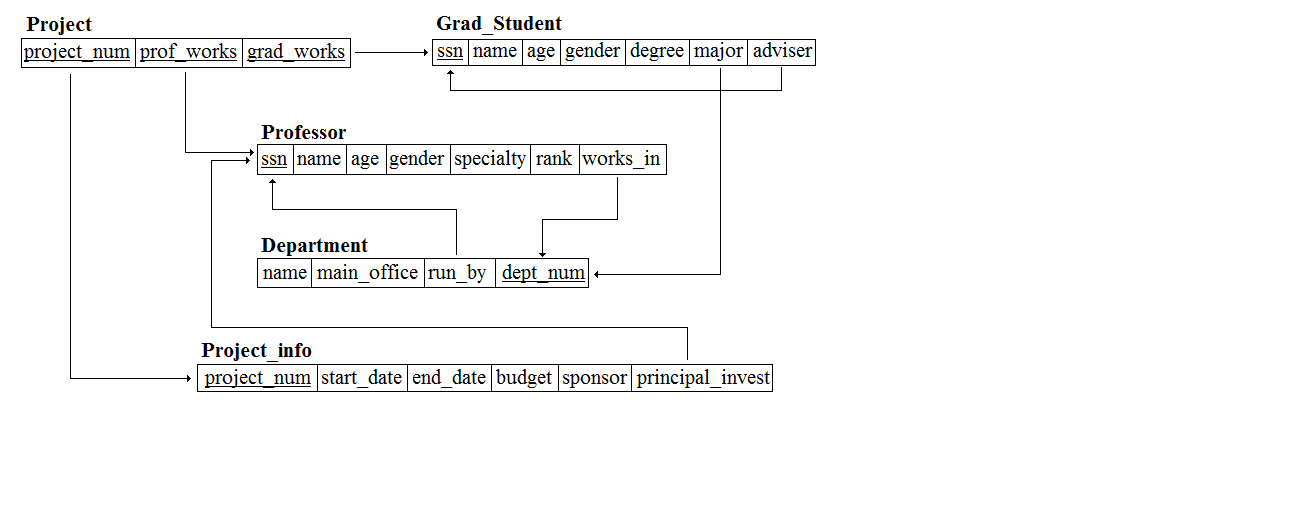 Project
project_num prof_works grad_works
Grad_Student
ssn name age gender degree major adviser
Professor
ssn name age gender specialty rank works_in
Department
name main_office run_by dept_num
Project_info
project_num start_date end_date budget sponsor principal_invest